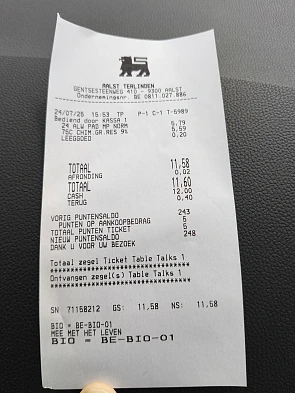 AALST TERLINDEN
GENTSESTEENWEG 410 - 9300 AALST
Ondernemingsnr. BE 0811.027.886
24/07/25 15:53 TP P-1 C-1 T-5989
Bediend door KASSA 1
24 ALW PAD MP NORM 5,79
75C CHIM.GR.RES 9% 5,59
LEEGGOED 0,20
TOTAAL 11,58
AFRONDING 0,02
TOTAAL 11,60
CASH 12,00
TERUG 0,40
VORIG PUNTENSALDO 243
PUNTEN OP AANKOOPBEDRAG 5
TOTAAL PUNTEN TICKET 5
NIEUW PUNTENSALDO 248
DANK U VOOR UW BEZOEK
Totaal zegel Ticket Table Talks 1
Ontvangen zegel(s) Table Talks 1
SN 71158212 GS: 11,58 NS: 11,58
BIO = BE-BIO-01
MEE MET HET LEVEN
BIO = BE-BIO-01